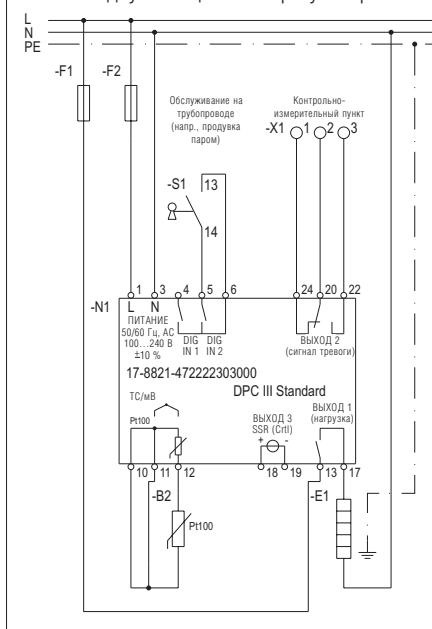 L
N
PE
-F1
-F2
Обслуживание на
трубопроводе
(напр., продувка
паром)
Контрольно-
измерительный пункт
-X1 1 2 3
-S1 13
14
1 3 4 5 6 24 20 22
-N1
L N
ПИТАНИЕ
50/60 Гц, AC
100...240 В
±10 %
DIG
IN 1
DIG
IN 2
ВЫХОД 2
(сигнал тревоги)
17-8821-472222303000
DPC III Standard
ТС/мВ
Pt100
ВЫХОД 3
SSR (Crtl)
+ -
ВЫХОД 1
(нагрузка)
10 11 12 18 19 13 17
-B2
-E1
Pt100